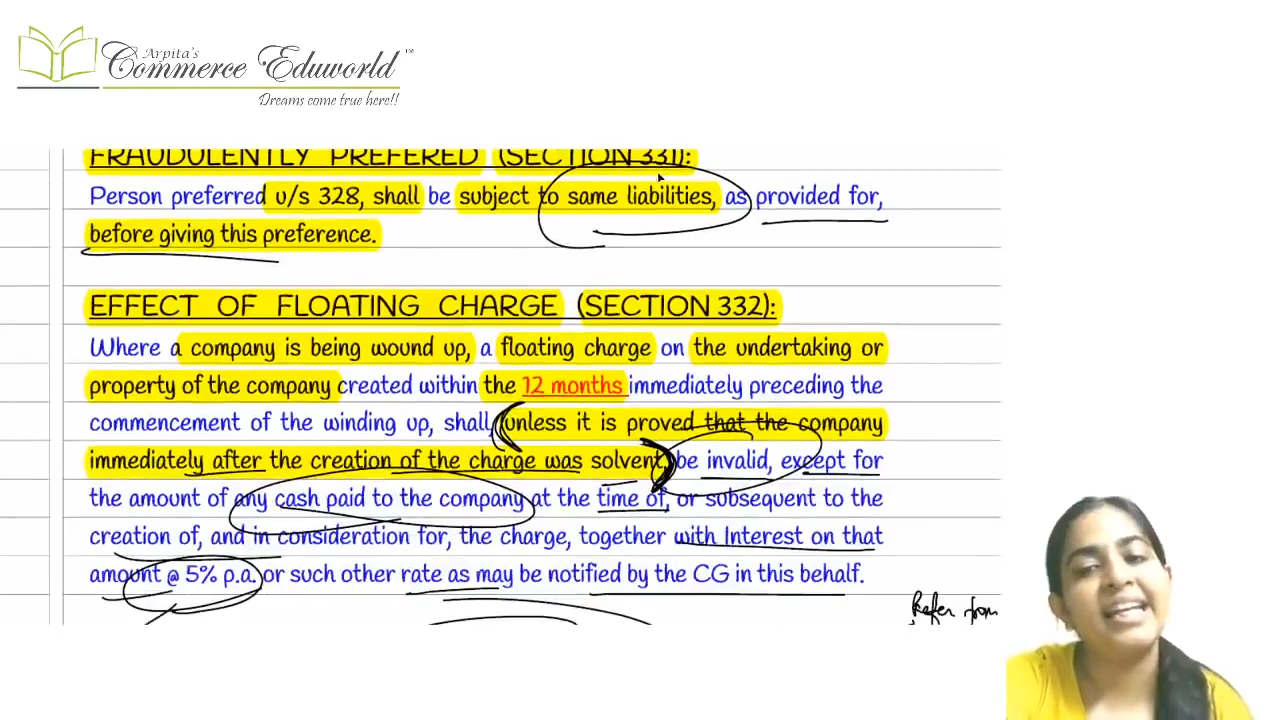 Arpita's
Commerce Eduworld™
Dreams come true here!!
FRAUDULENTLY PREFERED (SECTION 331):
Person preferred u/s 328, shall be subject to same liabilities, as provided for,
before giving this preference.
EFFECT OF FLOATING CHARGE (SECTION 332):
Where a company is being wound up, a floating charge on the undertaking or
property of the company created within the 12 months immediately preceding the
commencement of the winding up, shall, unless it is proved that the company
immediately after the creation of the charge was solvent, be invalid, except for
the amount of any cash paid to the company at the time of, or subsequent to the
creation of, and in consideration for, the charge, together with Interest on that
amount @ 5% p.a. or such other rate as may be notified by the CG in this behalf.
Refer from